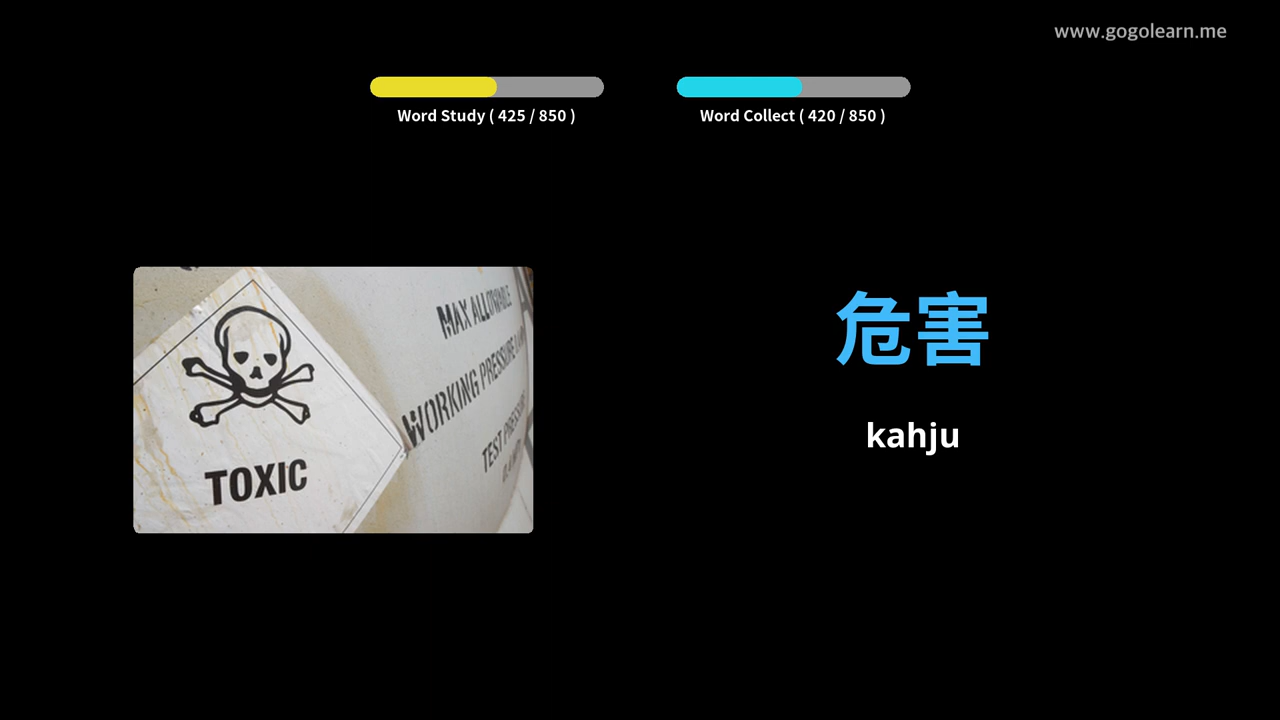 www.gogolearn.me
Word Study ( 425 / 850 )
Word Collect ( 420 / 850 )
MAX ALLOWABLE
WORKING PRESSURE
TEST PRESSURE
TOXIC
危害
kahju